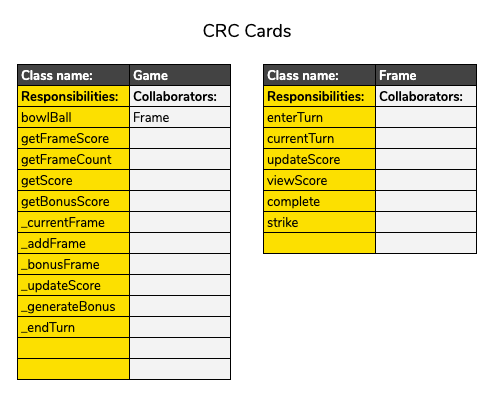 CRC Cards
Class name: Game
Responsibilities: Collaborators:
bowlBall Frame
getFrameScore
getFrameCount
getScore
getBonusScore
_currentFrame
_addFrame
_bonusFrame
_updateScore
_generateBonus
_endTurn
Class name: Frame
Responsibilities: Collaborators:
enterTurn
currentTurn
updateScore
viewScore
complete
strike